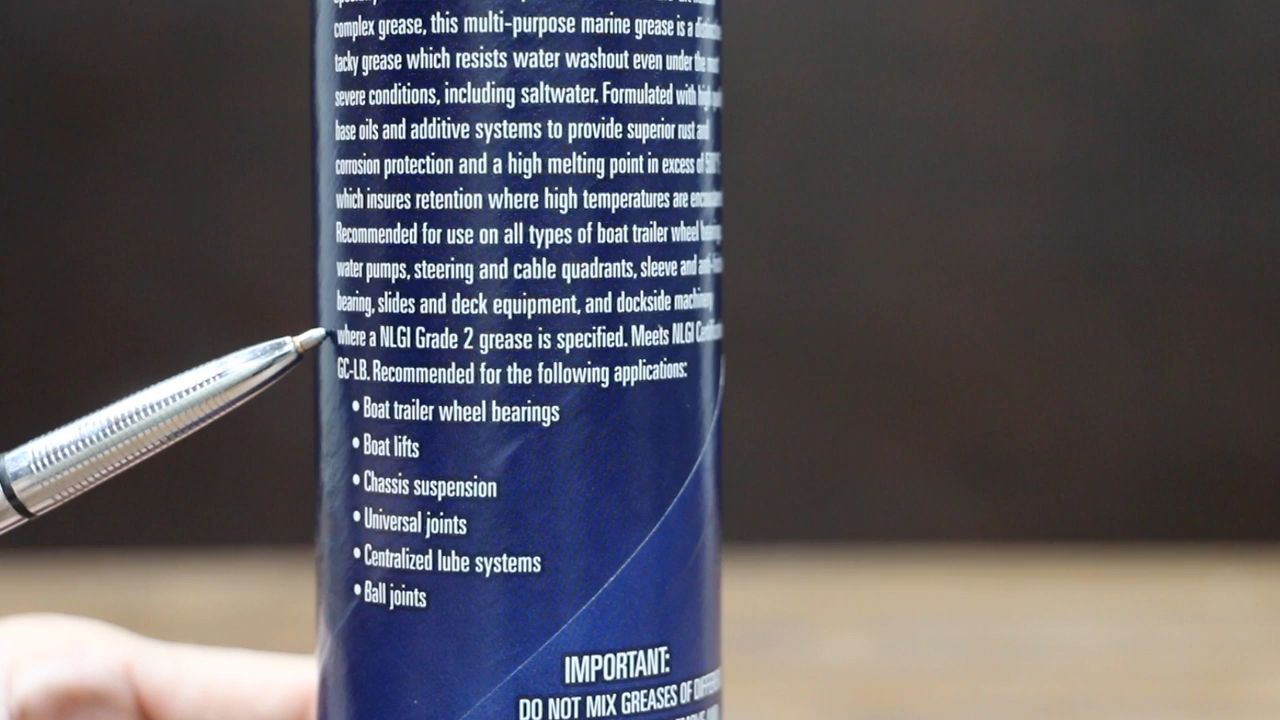 complex grease, this multi-purpose marine grease is a
tacky grease which resists water washout even under the
severe conditions, including saltwater. Formulated with
base oils and additive systems to provide superior rust and
corrosion protection and a high melting point in excess of
which insures retention where high temperatures are
Recommended for use on all types of boat trailer wheel
water pumps, steering and cable quadrants, sleeve and
bearing, slides and deck equipment, and dockside machinery
where a NLGI Grade 2 grease is specified. Meets NLGI
GC-LB. Recommended for the following applications:
• Boat trailer wheel bearings
• Boat lifts
• Chassis suspension
• Universal joints
• Centralized lube systems
• Ball joints
IMPORTANT:
DO NOT MIX GREASES OF